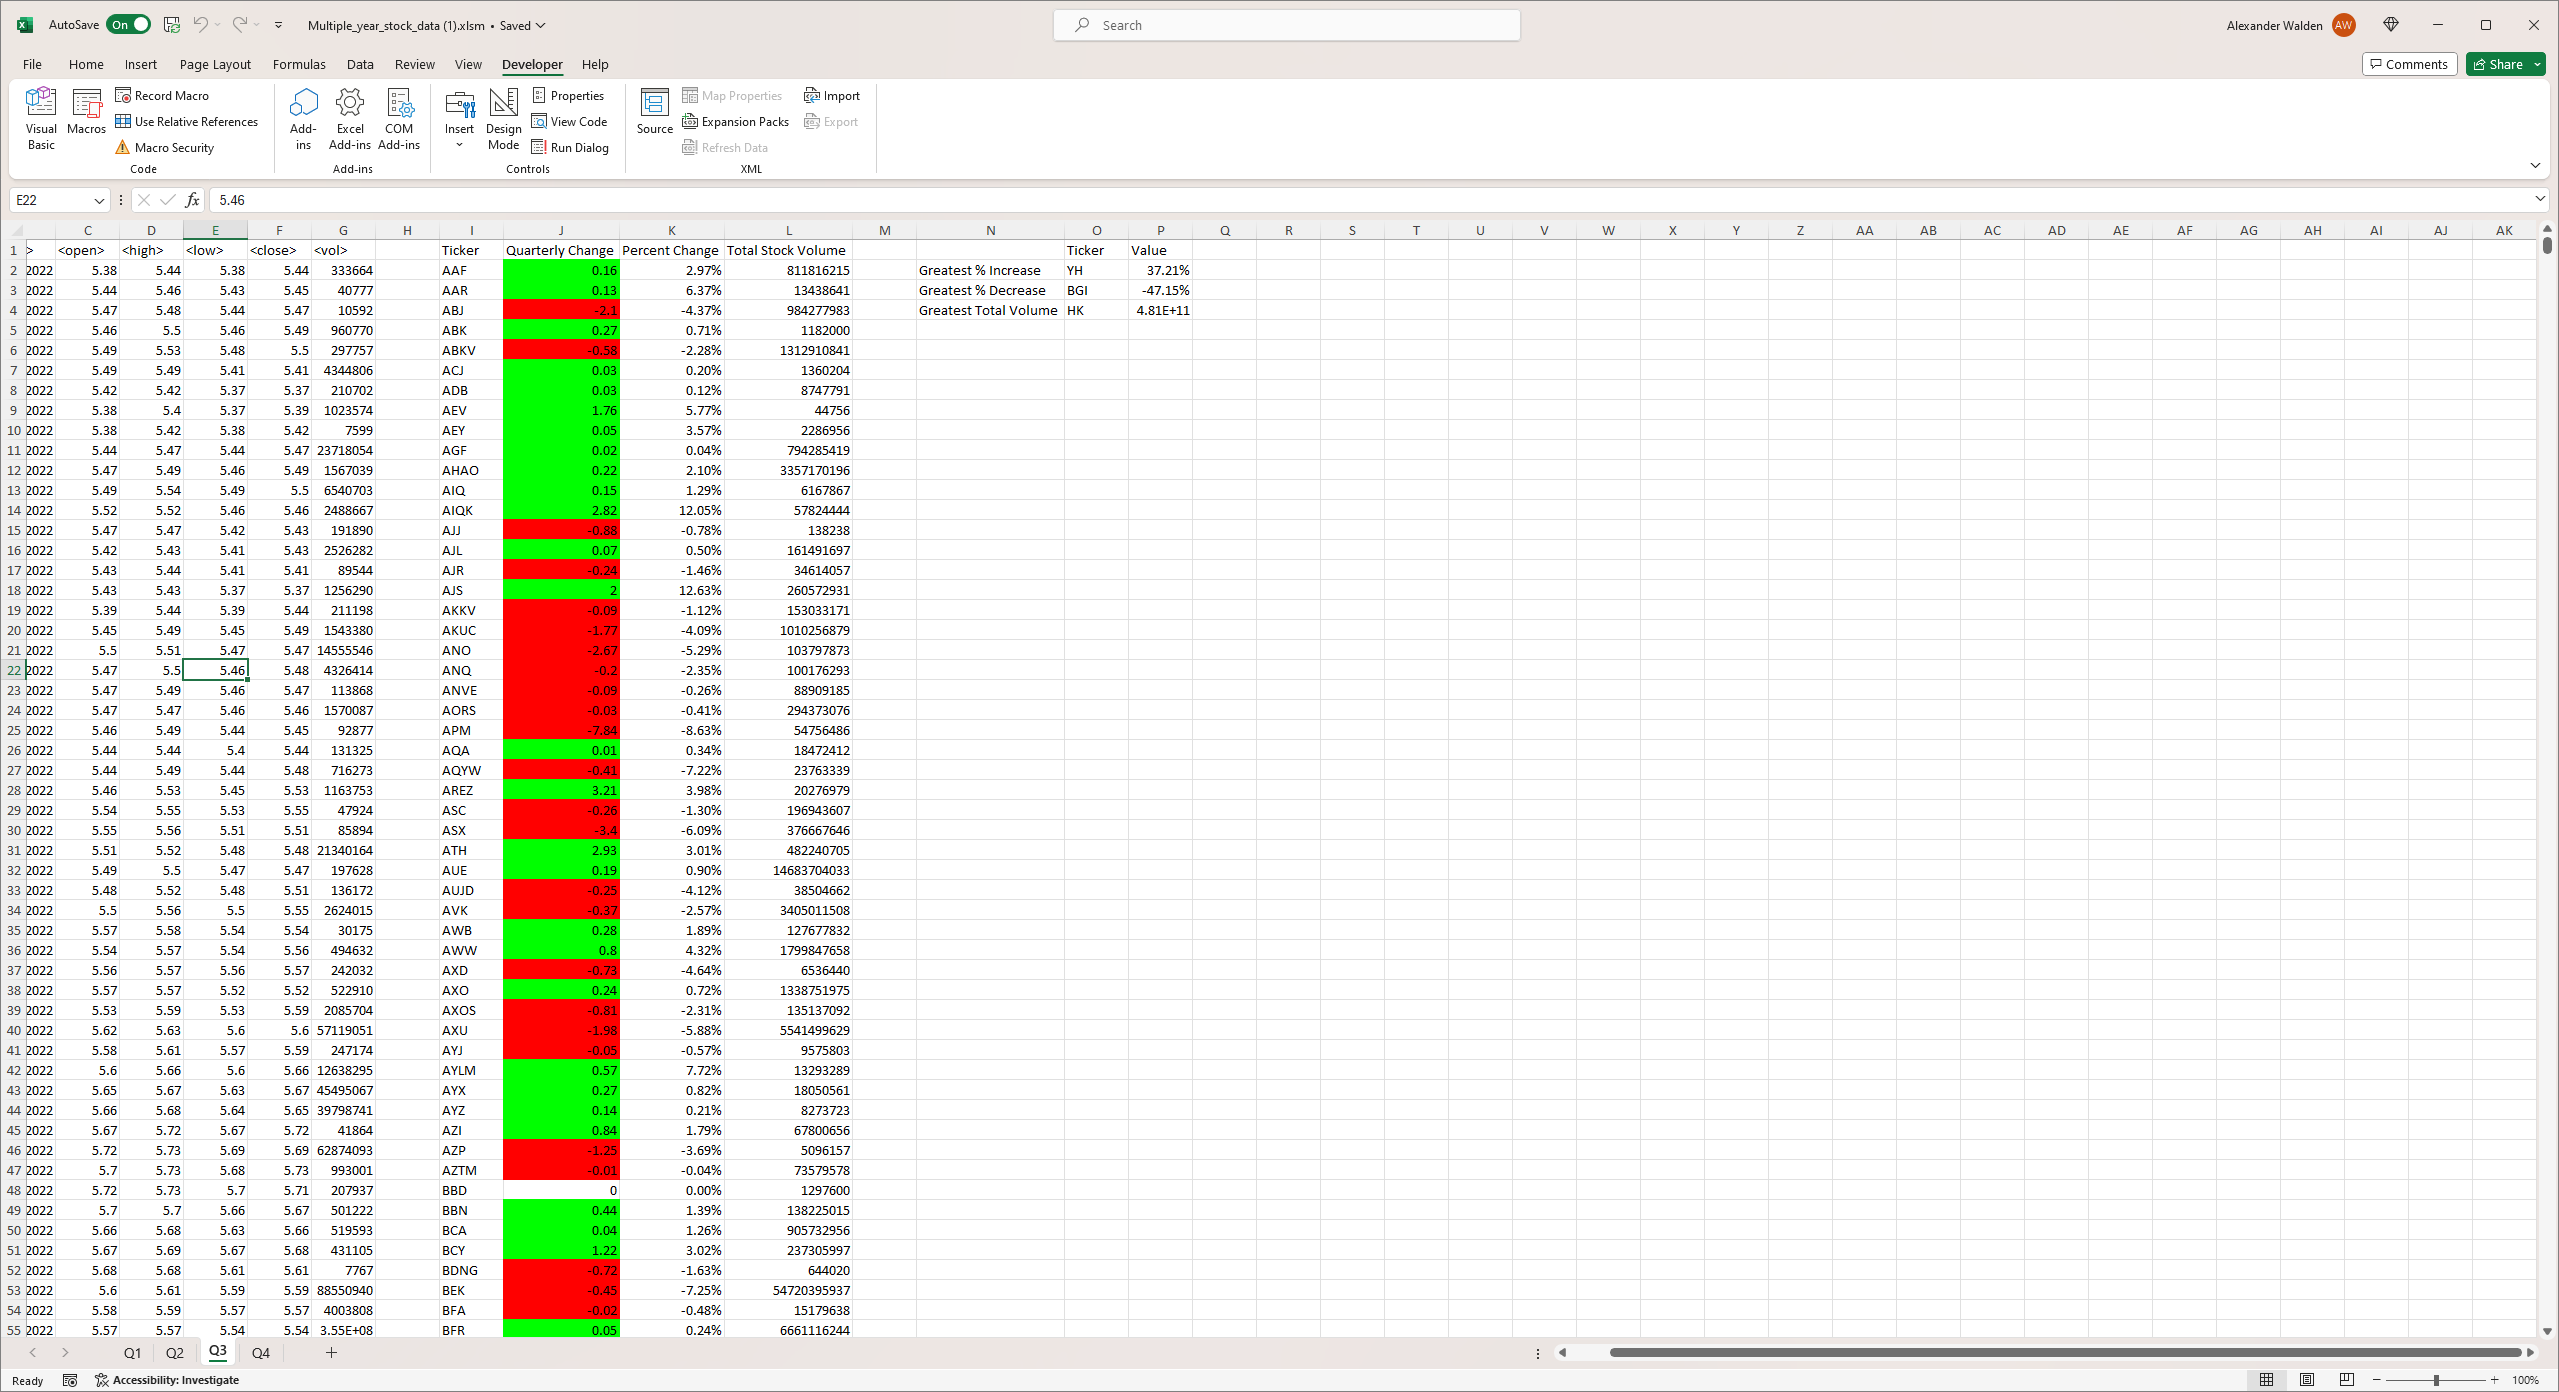 AutoSave On Multiple_year_stock_data (1).xlsm • Saved Search Alexander Walden AW
File Home Insert Page Layout Formulas Data Review View Developer Help Comments Share
Visual Basic Macros Record Macro Use Relative References Macro Security Code
Add-ins Excel Add-ins COM Add-ins Add-ins
Insert Design Mode Properties View Code Run Dialog Controls
Source Map Properties Expansion Packs Refresh Data Import Export XML
E22 fx 5.46
C D E F G H I J K L M N O P Q R S T U V W X Y Z AA AB AC AD AE AF AG AH AI AJ AK
1 > <open> <high> <low> <close> <vol> Ticker Quarterly Change Percent Change Total Stock Volume Ticker Value
2 2022 5.38 5.44 5.38 5.44 333664 AAF 0.16 2.97% 811816215 Greatest % Increase YH 37.21%
3 2022 5.44 5.46 5.43 5.45 40777 AAR 0.13 6.37% 13438641 Greatest % Decrease BGI -47.15%
4 2022 5.47 5.48 5.44 5.47 10592 ABJ -2.1 -4.37% 984277983 Greatest Total Volume HK 4.81E+11
5 2022 5.46 5.5 5.46 5.49 960770 ABK 0.27 0.71% 1182000
6 2022 5.49 5.53 5.48 5.5 297757 ABKV -0.58 -2.28% 1312910841
7 2022 5.49 5.49 5.41 5.41 4344806 ACJ 0.03 0.20% 1360204
8 2022 5.42 5.42 5.37 5.37 210702 ADB 0.03 0.12% 8747791
9 2022 5.38 5.4 5.37 5.39 1023574 AEV 1.76 5.77% 44756
10 2022 5.38 5.42 5.38 5.42 7599 AEY 0.05 3.57% 2286956
11 2022 5.44 5.47 5.44 5.47 23718054 AGF 0.02 0.04% 794285419
12 2022 5.47 5.49 5.46 5.49 1567039 AHAO 0.22 2.10% 3357170196
13 2022 5.49 5.54 5.49 5.5 6540703 AIQ 0.15 1.29% 6167867
14 2022 5.52 5.52 5.46 5.46 2488667 AIQK 2.82 12.05% 57824444
15 2022 5.47 5.47 5.42 5.43 191890 AJJ -0.88 -0.78% 138238
16 2022 5.42 5.43 5.41 5.43 2526282 AJL 0.07 0.50% 161491697
17 2022 5.43 5.44 5.41 5.41 89544 AJR -0.24 -1.46% 34614057
18 2022 5.43 5.43 5.37 5.37 1256290 AJS 2 12.63% 260572931
19 2022 5.39 5.44 5.39 5.44 211198 AKKV -0.09 -1.12% 153033171
20 2022 5.45 5.49 5.45 5.49 1543380 AKUC -1.77 -4.09% 1010256879
21 2022 5.5 5.51 5.47 5.47 14555546 ANO -2.67 -5.29% 103797873
22 2022 5.47 5.5 5.46 5.48 4326414 ANQ -0.2 -2.35% 100176293
23 2022 5.47 5.49 5.46 5.47 113868 ANVE -0.09 -0.26% 88909185
24 2022 5.47 5.47 5.46 5.46 1570087 AORS -0.03 -0.41% 294373076
25 2022 5.46 5.49 5.44 5.45 92877 APM -7.84 -8.63% 54756486
26 2022 5.44 5.44 5.4 5.44 131325 AQA 0.01 0.34% 18472412
27 2022 5.44 5.49 5.44 5.48 716273 AQYW -0.41 -7.22% 23763339
28 2022 5.46 5.53 5.45 5.53 1163753 AREZ 3.21 3.98% 20276979
29 2022 5.54 5.55 5.53 5.55 47924 ASC -0.26 -1.30% 196943607
30 2022 5.55 5.56 5.51 5.51 85894 ASX -3.4 -6.09% 376667646
31 2022 5.51 5.52 5.48 5.48 21340164 ATH 2.93 3.01% 482240705
32 2022 5.49 5.5 5.47 5.47 197628 AUE 0.19 0.90% 14683704033
33 2022 5.48 5.52 5.48 5.51 136172 AUJD -0.25 -4.12% 38504662
34 2022 5.5 5.56 5.5 5.55 2624015 AVK -0.37 -2.57% 3405011508
35 2022 5.57 5.58 5.54 5.54 30175 AWB 0.28 1.89% 127677832
36 2022 5.54 5.57 5.54 5.56 494632 AWW 0.8 4.32% 1799847658
37 2022 5.56 5.57 5.56 5.57 242032 AXD -0.73 -4.64% 6536440
38 2022 5.57 5.57 5.52 5.52 522910 AXO 0.24 0.72% 1338751975
39 2022 5.53 5.59 5.53 5.59 2085704 AXOS -0.81 -2.31% 135137092
40 2022 5.62 5.63 5.6 5.6 57119051 AXU -1.98 -5.88% 5541499629
41 2022 5.58 5.61 5.57 5.59 247174 AYJ -0.05 -0.57% 9575803
42 2022 5.6 5.66 5.6 5.66 12638295 AYLM 0.57 7.72% 13293289
43 2022 5.65 5.67 5.63 5.67 45495067 AYX 0.27 0.82% 18050561
44 2022 5.66 5.68 5.64 5.65 39798741 AYZ 0.14 0.21% 8273723
45 2022 5.67 5.72 5.67 5.72 41864 AZI 0.84 1.79% 67800656
46 2022 5.72 5.73 5.69 5.69 62874093 AZP -1.25 -3.69% 5096157
47 2022 5.7 5.73 5.68 5.73 993001 AZTM -0.01 -0.04% 73579578
48 2022 5.72 5.73 5.7 5.71 207937 BBD 0 0.00% 1297600
49 2022 5.7 5.7 5.66 5.67 501222 BBN 0.44 1.39% 138225015
50 2022 5.66 5.68 5.63 5.66 519593 BCA 0.04 1.26% 905732956
51 2022 5.67 5.69 5.67 5.68 431105 BCY 1.22 3.02% 237305997
52 2022 5.68 5.68 5.61 5.61 7767 BDNG -0.72 -1.63% 644020
53 2022 5.6 5.61 5.59 5.59 88550940 BEK -0.45 -7.25% 54720395937
54 2022 5.58 5.59 5.57 5.57 4003808 BFA -0.02 -0.48% 15179638
55 2022 5.57 5.57 5.54 5.54 3.55E+08 BFR 0.05 0.24% 6661116244
Q1 Q2 Q3 Q4 +
Ready Accessibility: Investigate 100%